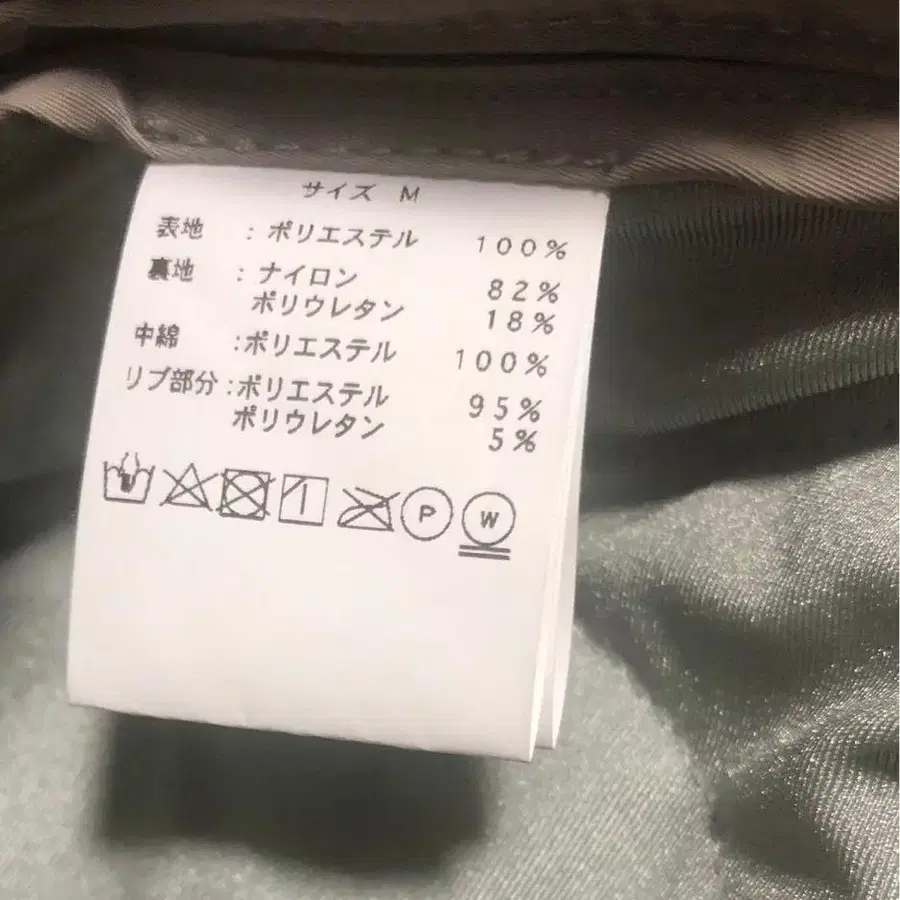 サイズ M
表地 : ポリエステル 100%
裏地 : ナイロン 82%
ポリウレタン 18%
中綿 :ポリエステル 100%
リブ部分 :ポリエステル 95%
ポリウレタン 5%
P W